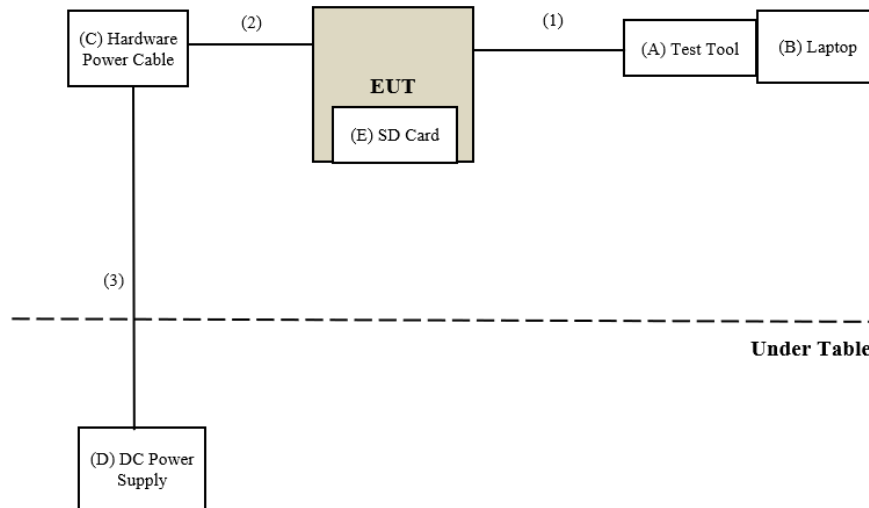 (C) Hardware
Power Cable
(2)
EUT
(E) SD Card
(1)
(A) Test Tool
(B) Laptop
(3)
Under Table
(D) DC Power
Supply